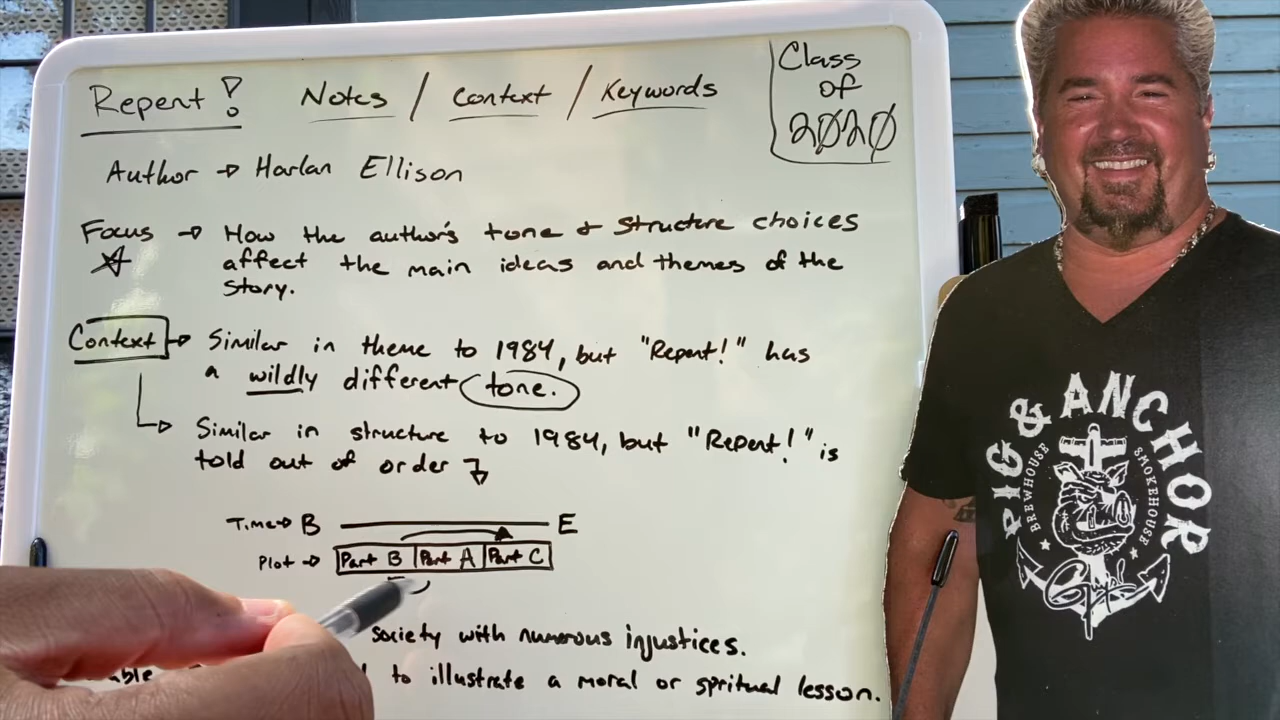 Repent! Notes / Context / Keywords
Class
of
2020
Author → Harlan Ellison
Focus → How the author's tone & structure choices
affect the main ideas and themes of the
story.
Context → Similar in theme to 1984, but "Repent!" has
a wildly different tone.
Similar in structure to 1984, but "Repent!" is
told out of order
Time → B E
Plot → Part B Part A Part C
society with numerous injustices.
to illustrate a moral or spritual lesson.
PIG & ANCHOR
BREWHOUSE SMOKEHOUSE